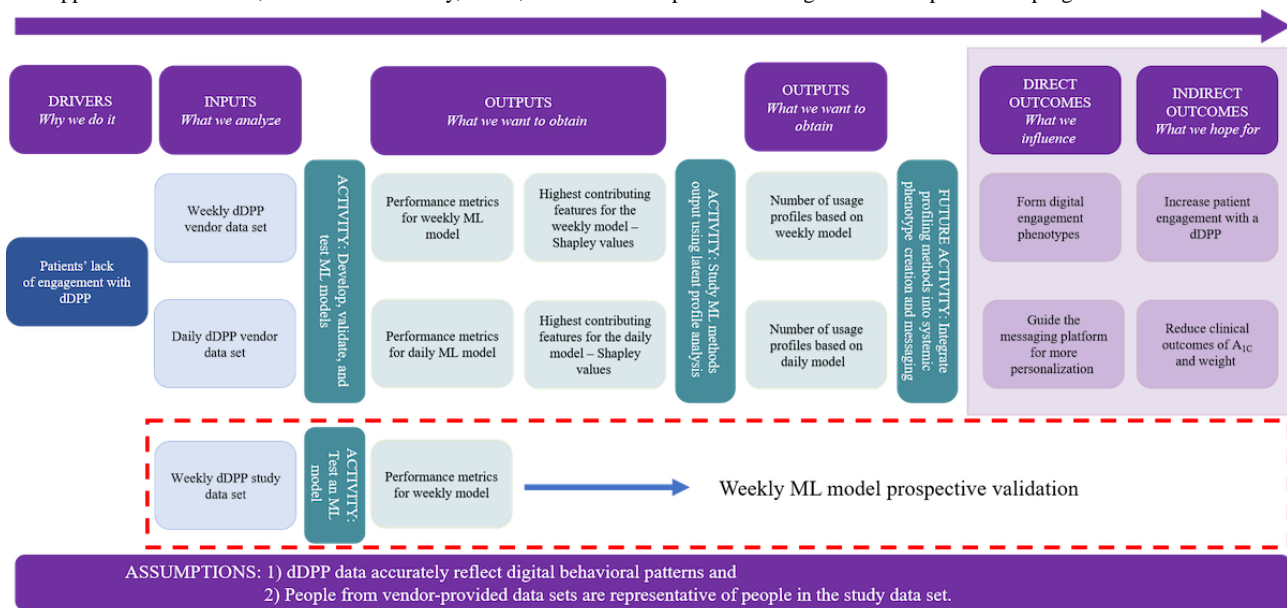 DRIVERS
Why we do it
INPUTS
What we analyze
OUTPUTS
What we want to obtain
OUTPUTS
What we want to
obtain
DIRECT
OUTCOMES
What we
influence
INDIRECT
OUTCOMES
What we hope for
Patients' lack
of engagement with
dDPP
Weekly dDPP
vendor data set
Daily dDPP vendor
data set
ACTIVITY: Develop, validate, and
test ML models
Performance metrics
for weekly ML
model
Highest contributing
features for the
weekly model –
Shapley values
Performance metrics
for daily ML model
Highest contributing
features for the daily
model – Shapley
values
ACTIVITY: Study ML methods
output using latent profile analysis
Number of usage
profiles based on
weekly model
Number of usage
profiles based on
daily model
FUTURE ACTIVITY: Integrate
profiling methods into systemic
phenotype creation and messaging
Form digital
engagement
phenotypes
Increase patient
engagement with a
dDPP
Guide the
messaging platform
for more
personalization
Reduce clinical
outcomes of A1C
and weight
Weekly dDPP study
data set
ACTIVITY:
Test an ML
model
Performance metrics
for weekly model
Weekly ML model prospective validation
ASSUMPTIONS: 1) dDPP data accurately reflect digital behavioral patterns and
2) People from vendor-provided data sets are representative of people in the study data set.